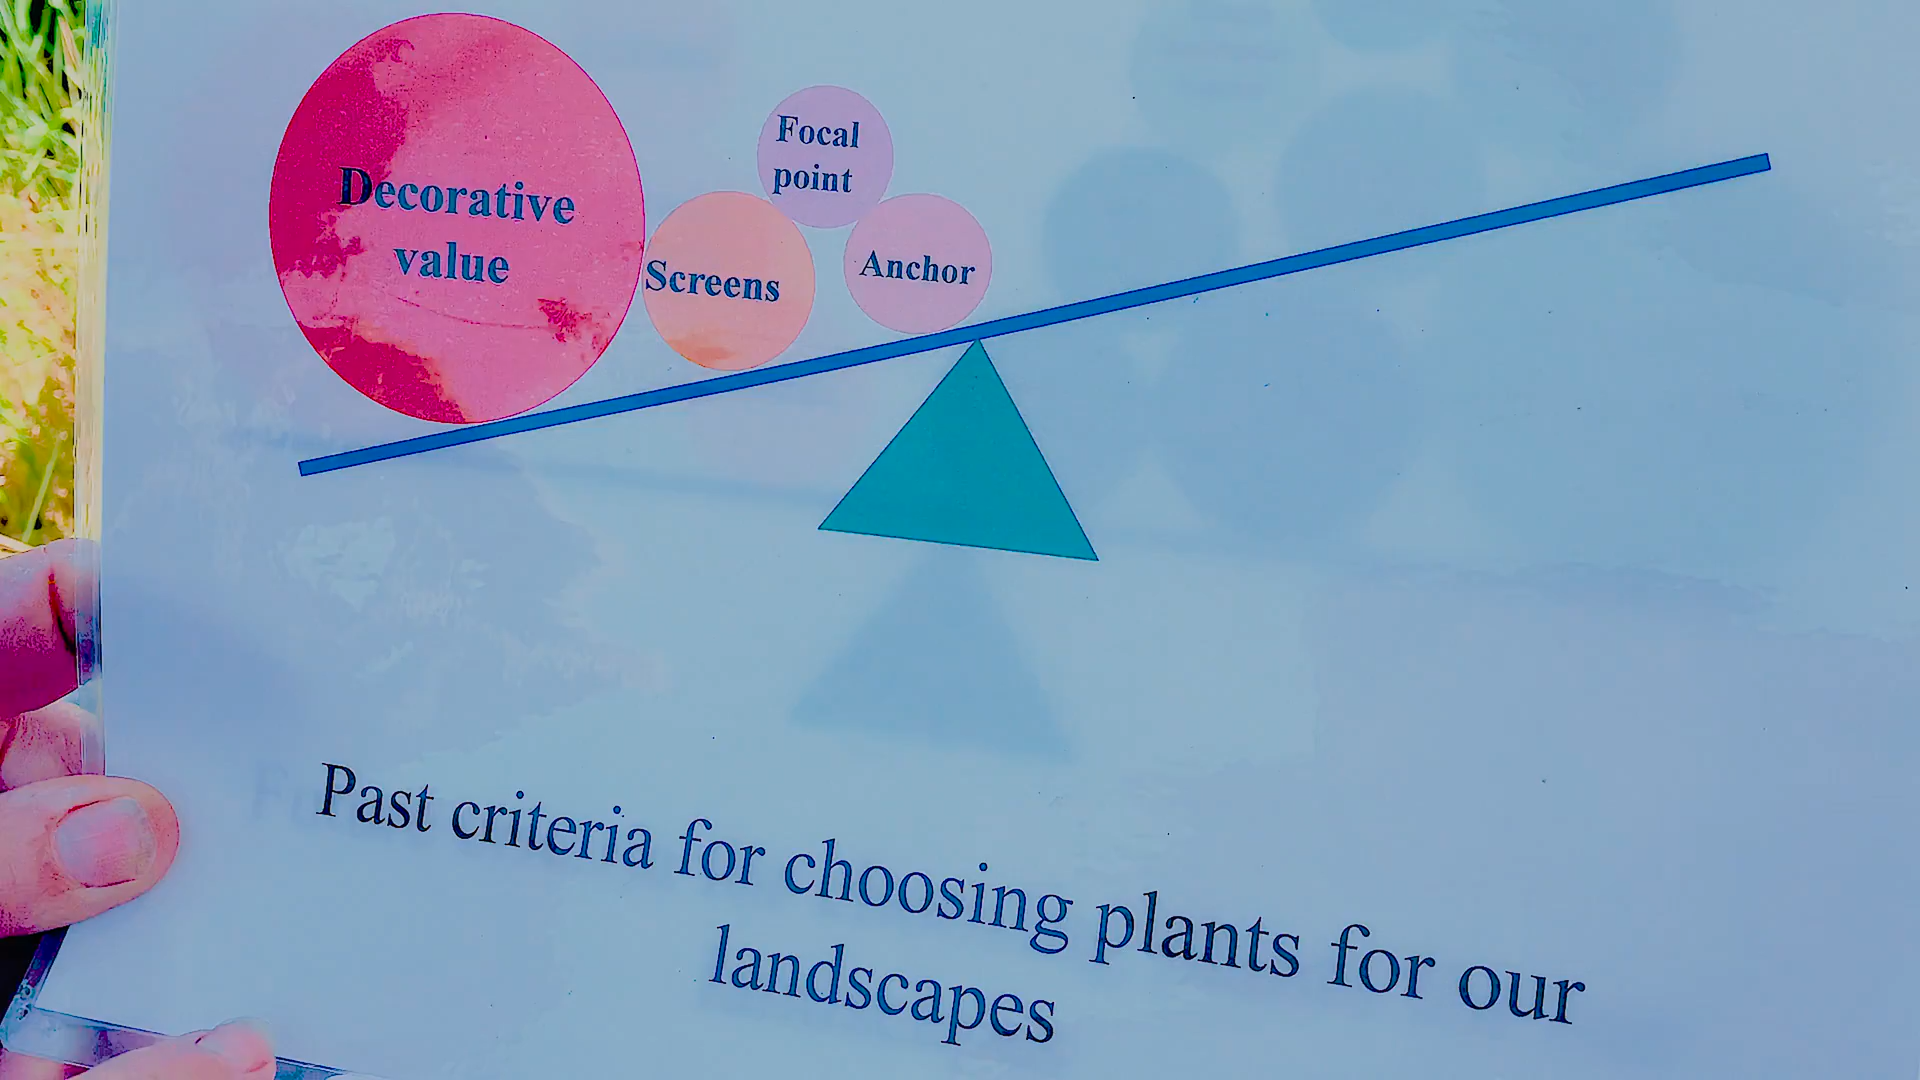 Decorative
value
Screens
Focal
point
Anchor
Past criteria for choosing plants for our
landscapes